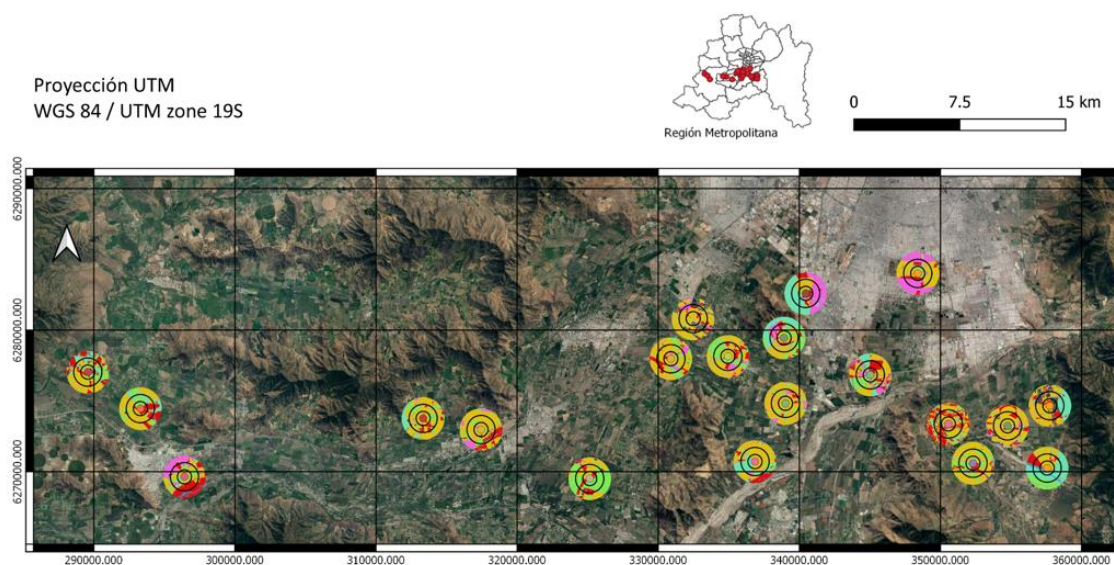 Proyección UTM
WGS 84 / UTM zone 19S
Región Metropolitana
0 7.5 15 km
6290000.000
6280000.000
6270000.000
290000.000 300000.000 310000.000 320000.000 330000.000 340000.000 350000.000 360000.000